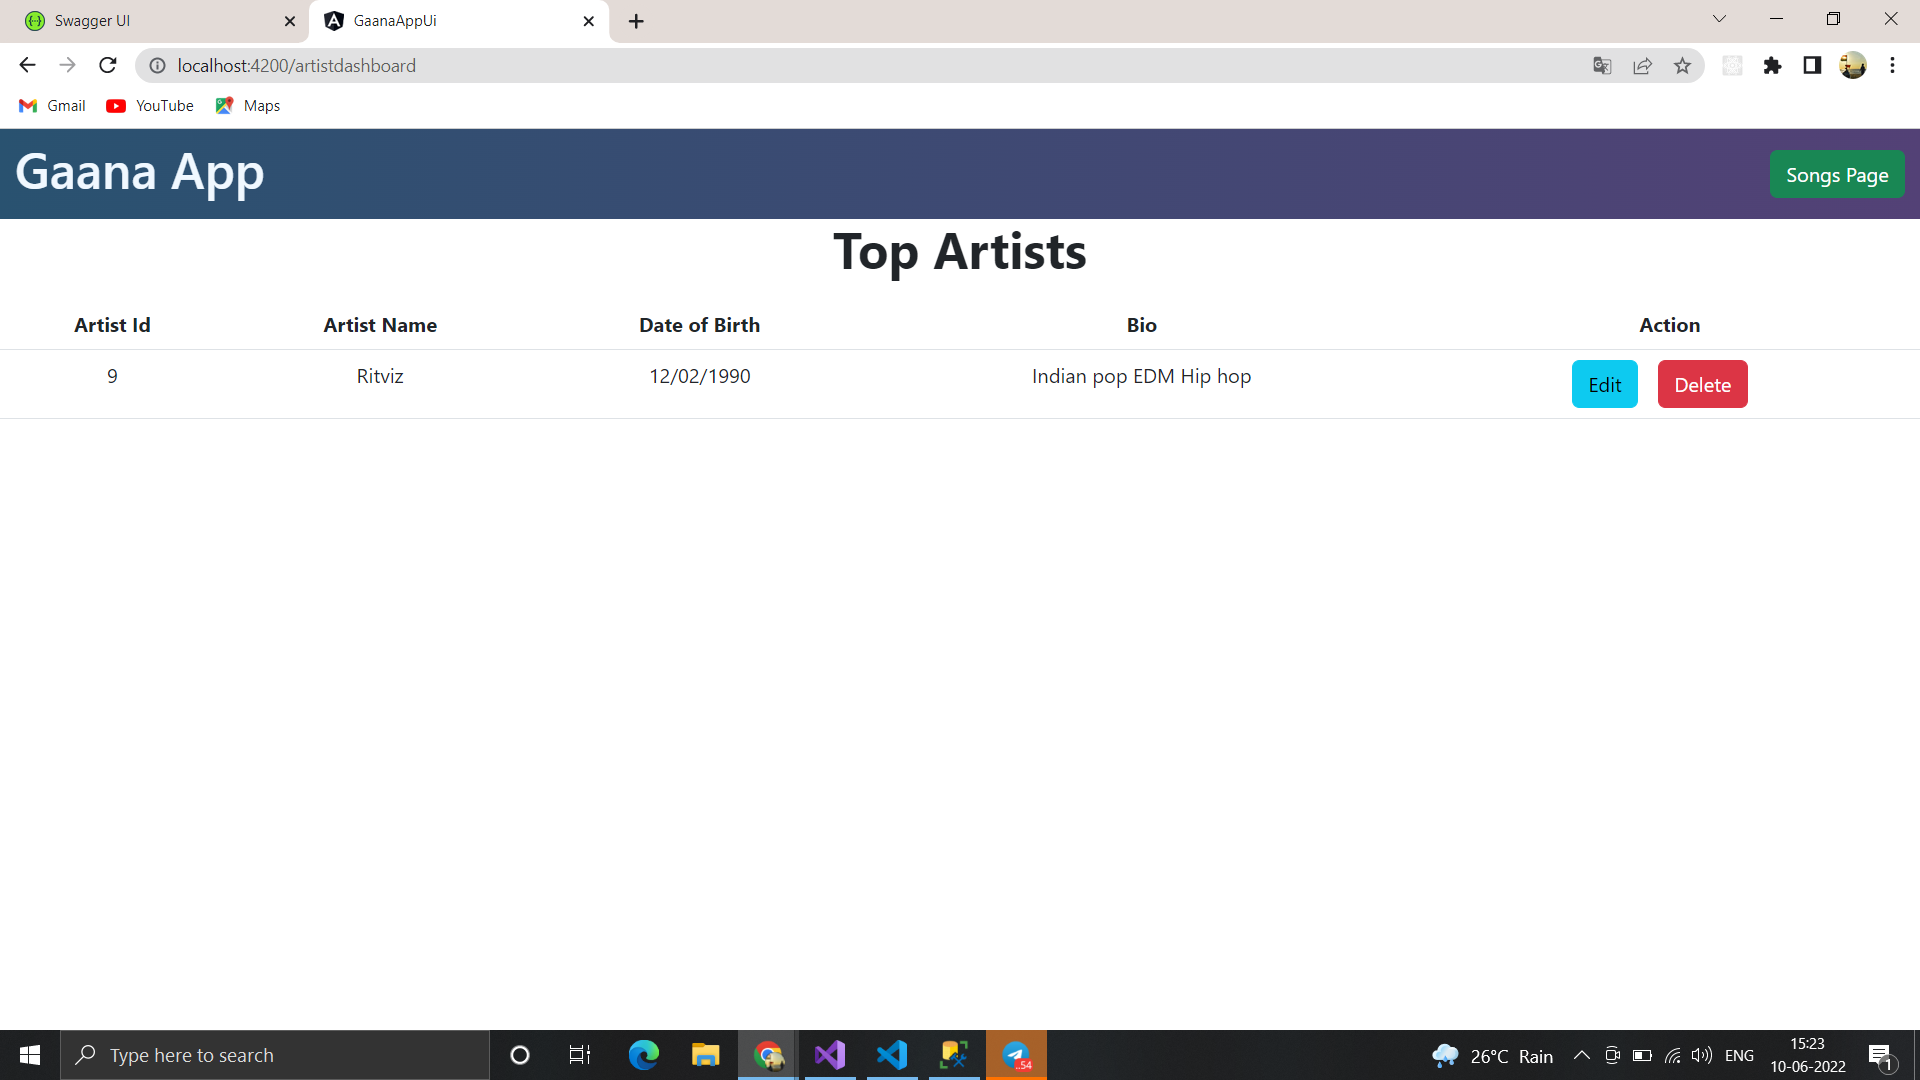 Swagger UI
GaanaAppUi
localhost:4200/artistdashboard
Gmail YouTube Maps
Gaana App
Songs Page
Top Artists
Artist Id Artist Name Date of Birth Bio Action
9 Ritviz 12/02/1990 Indian pop EDM Hip hop Edit Delete
Type here to search
..54
26°C Rain
ENG
15:23
10-06-2022
1